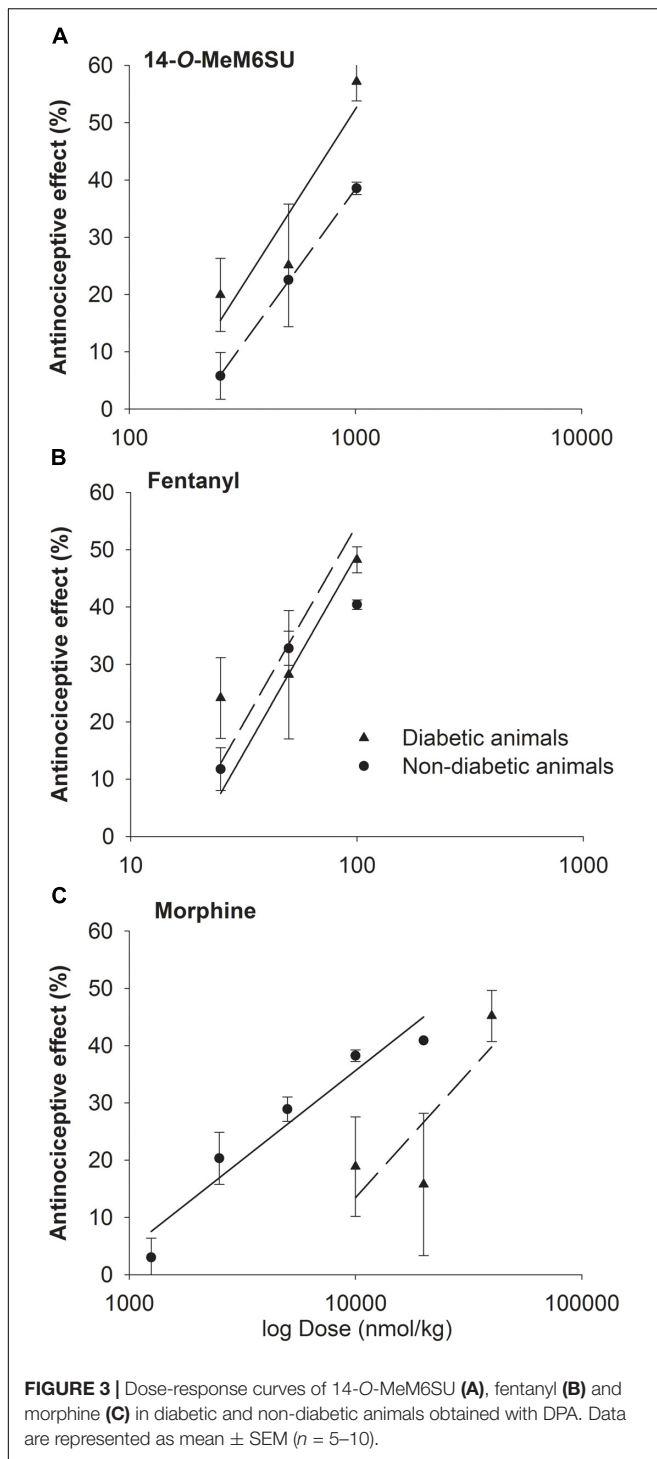 A
14-O-MeM6SU
Antinociceptive effect (%)
60
50
40
30
20
10
0
100
1000
10000
B
Fentanyl
Antinociceptive effect (%)
60
50
40
30
20
10
0
Diabetic animals
Non-diabetic animals
10
100
1000
C
Morphine
Antinociceptive effect (%)
60
50
40
30
20
10
0
1000
10000
100000
log Dose (nmol/kg)
FIGURE 3 | Dose-response curves of 14-O-MeM6SU (A), fentanyl (B) and
morphine (C) in diabetic and non-diabetic animals obtained with DPA. Data
are represented as mean ± SEM (n = 5–10).